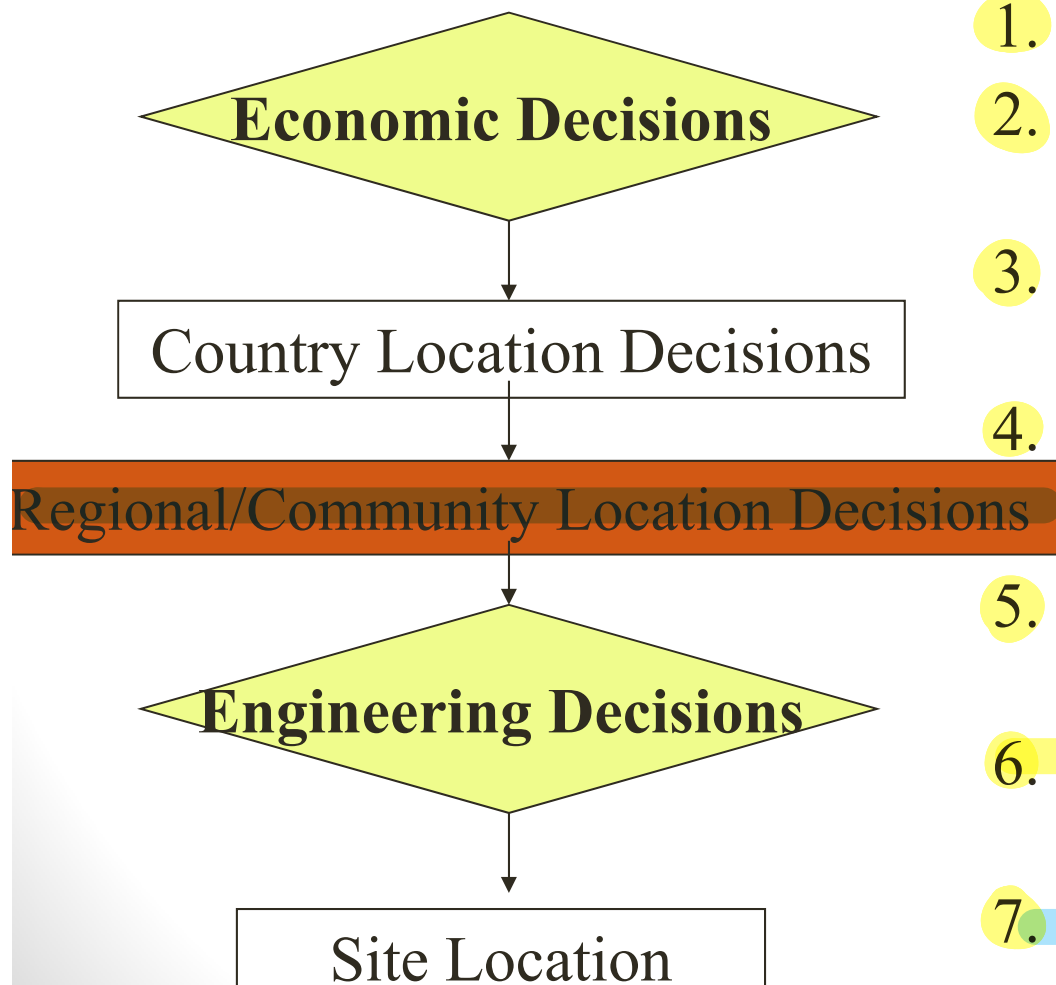 Economic Decisions
Country Location Decisions
Regional/Community Location Decisions
Engineering Decisions
Site Location
1.
2.
3.
4.
5.
6.
7.